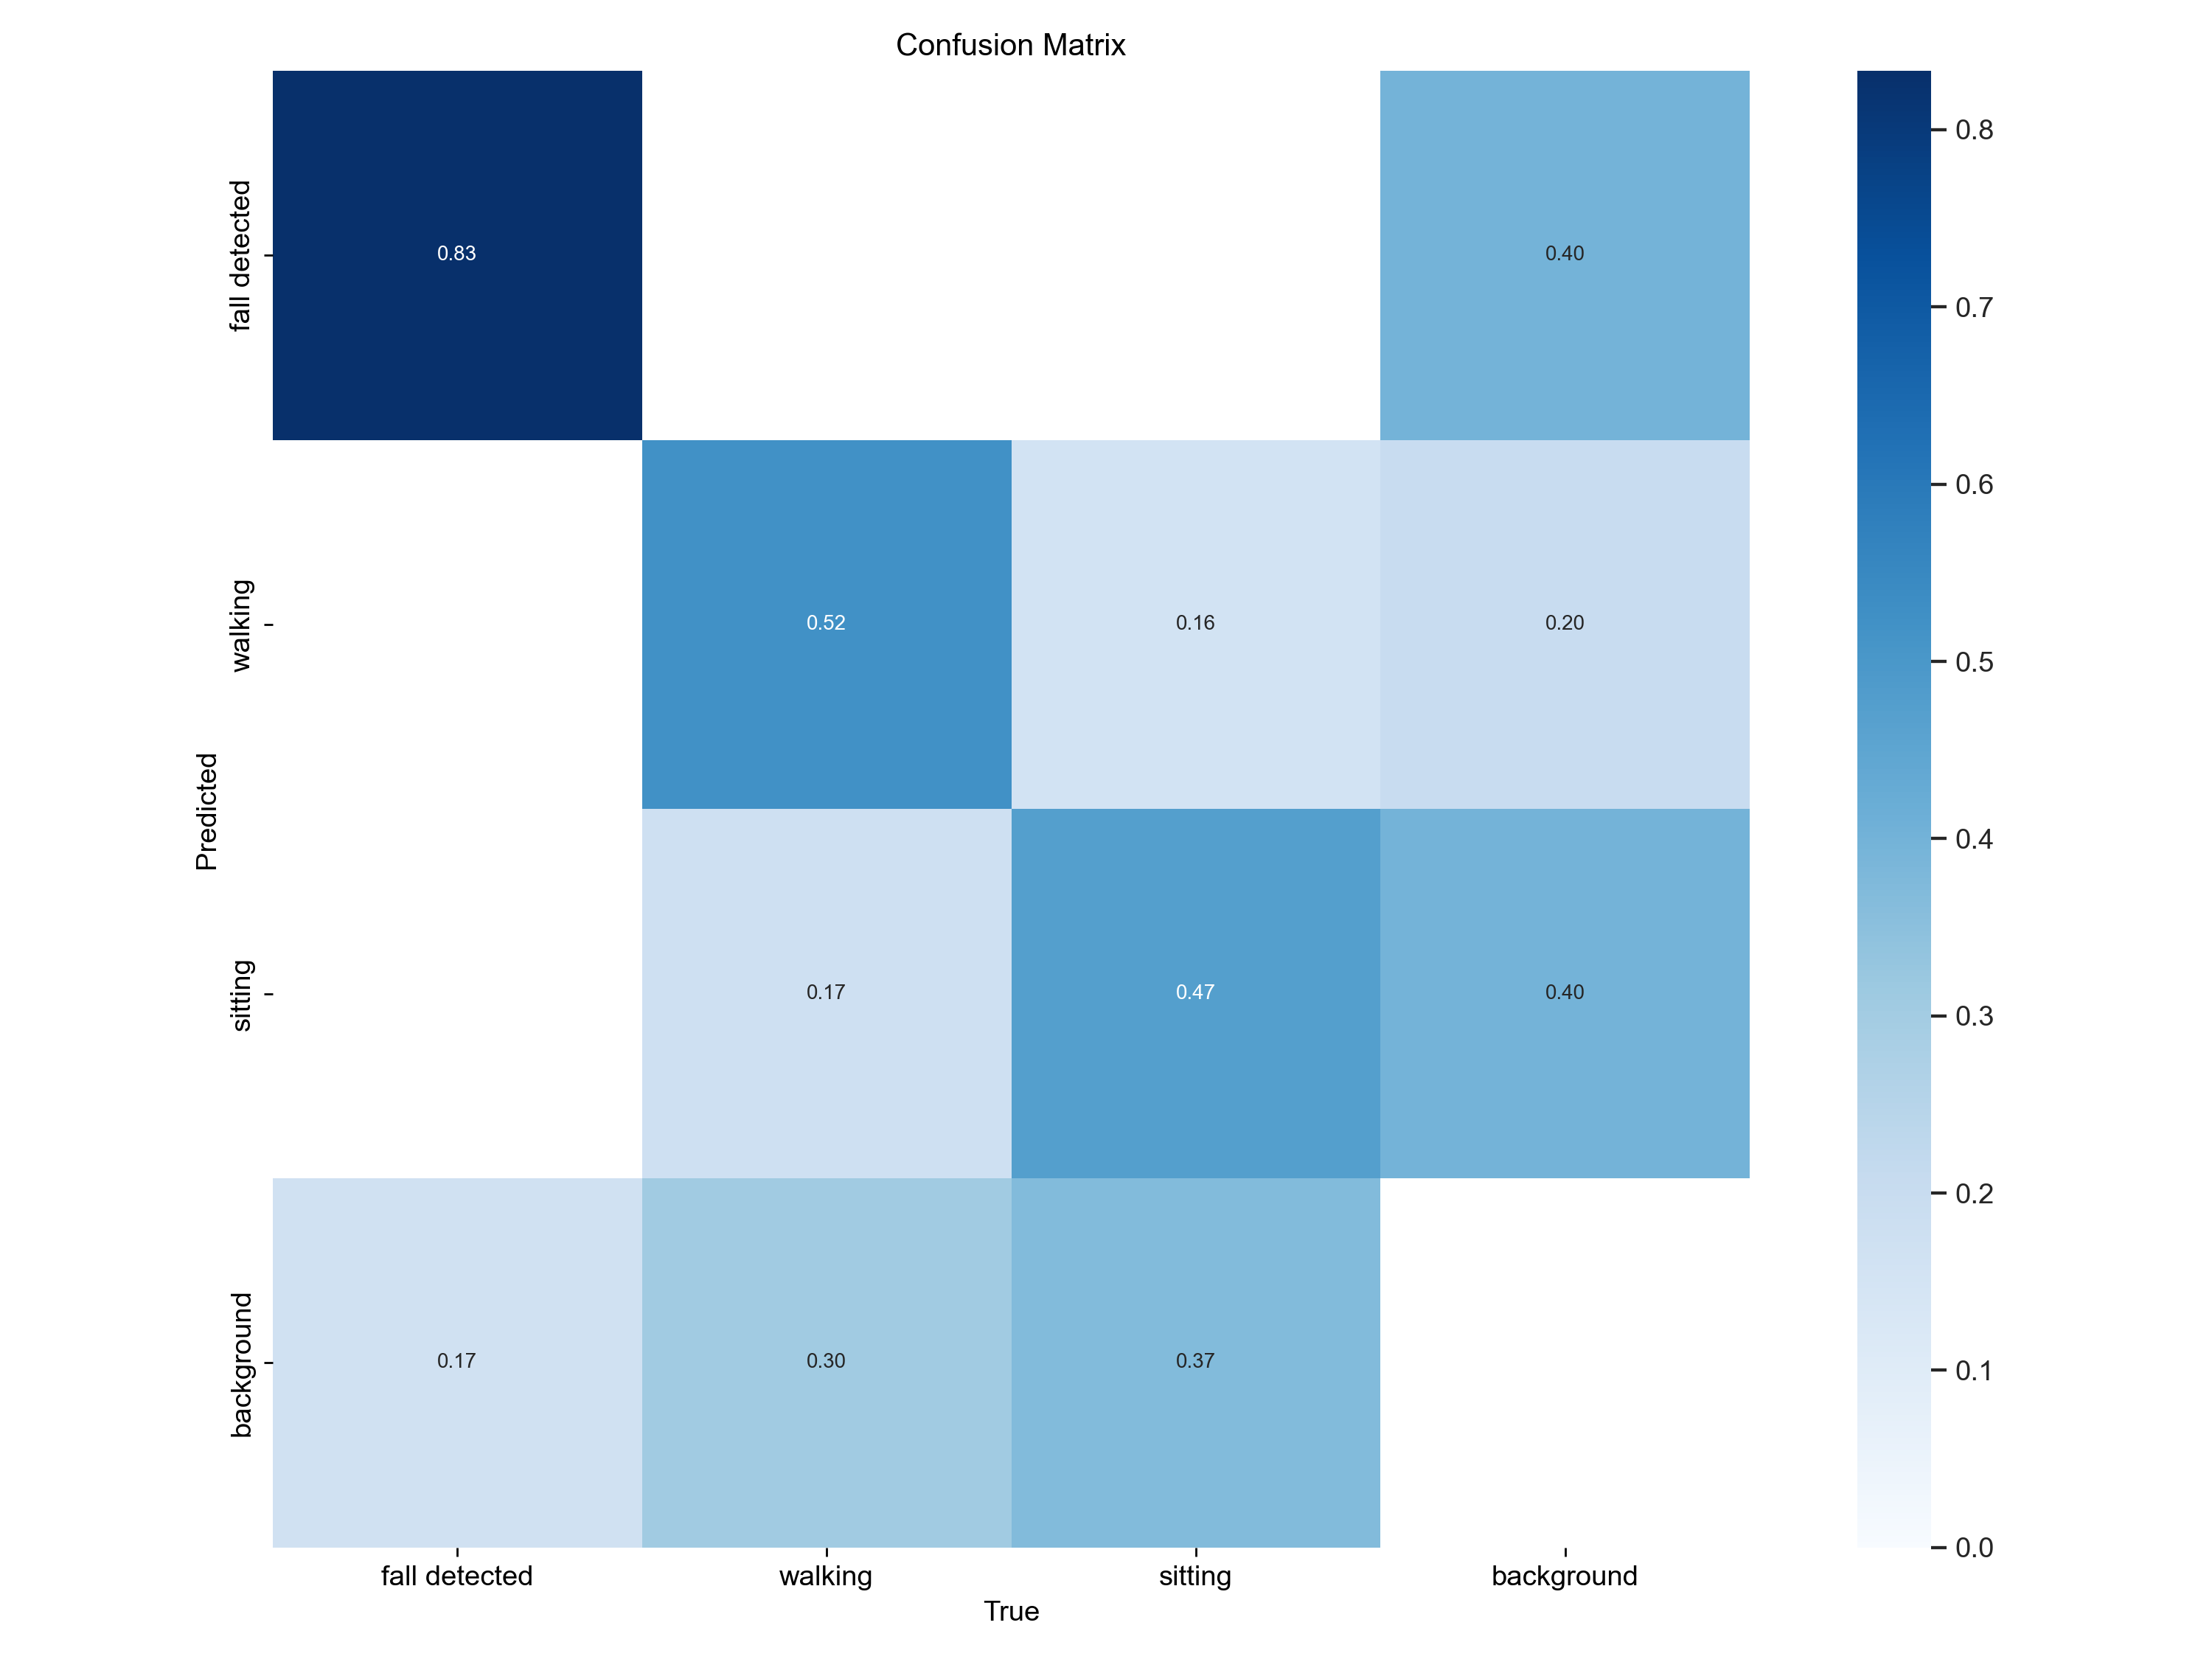 Confusion Matrix
fall detected
0.83
0.40
0.8
0.7
walking
0.52
0.16
0.20
0.6
0.5
Predicted
sitting
0.17
0.47
0.40
0.4
0.3
background
0.17
0.30
0.37
0.2
0.1
0.0
fall detected
walking
sitting
background
True